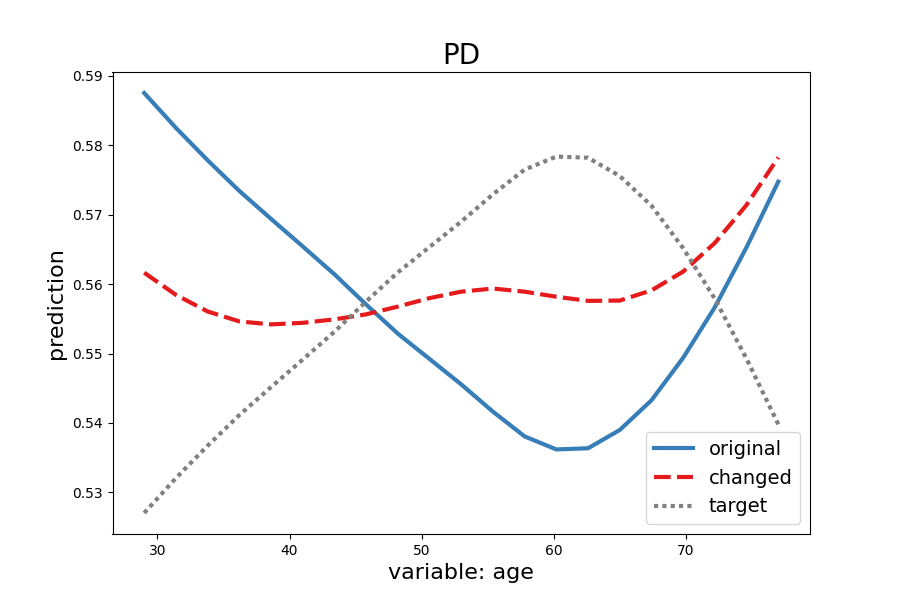 PD
0.59
0.58
0.57
0.56
0.55
0.54
0.53
prediction
30 40 50 60 70
variable: age
original
changed
target